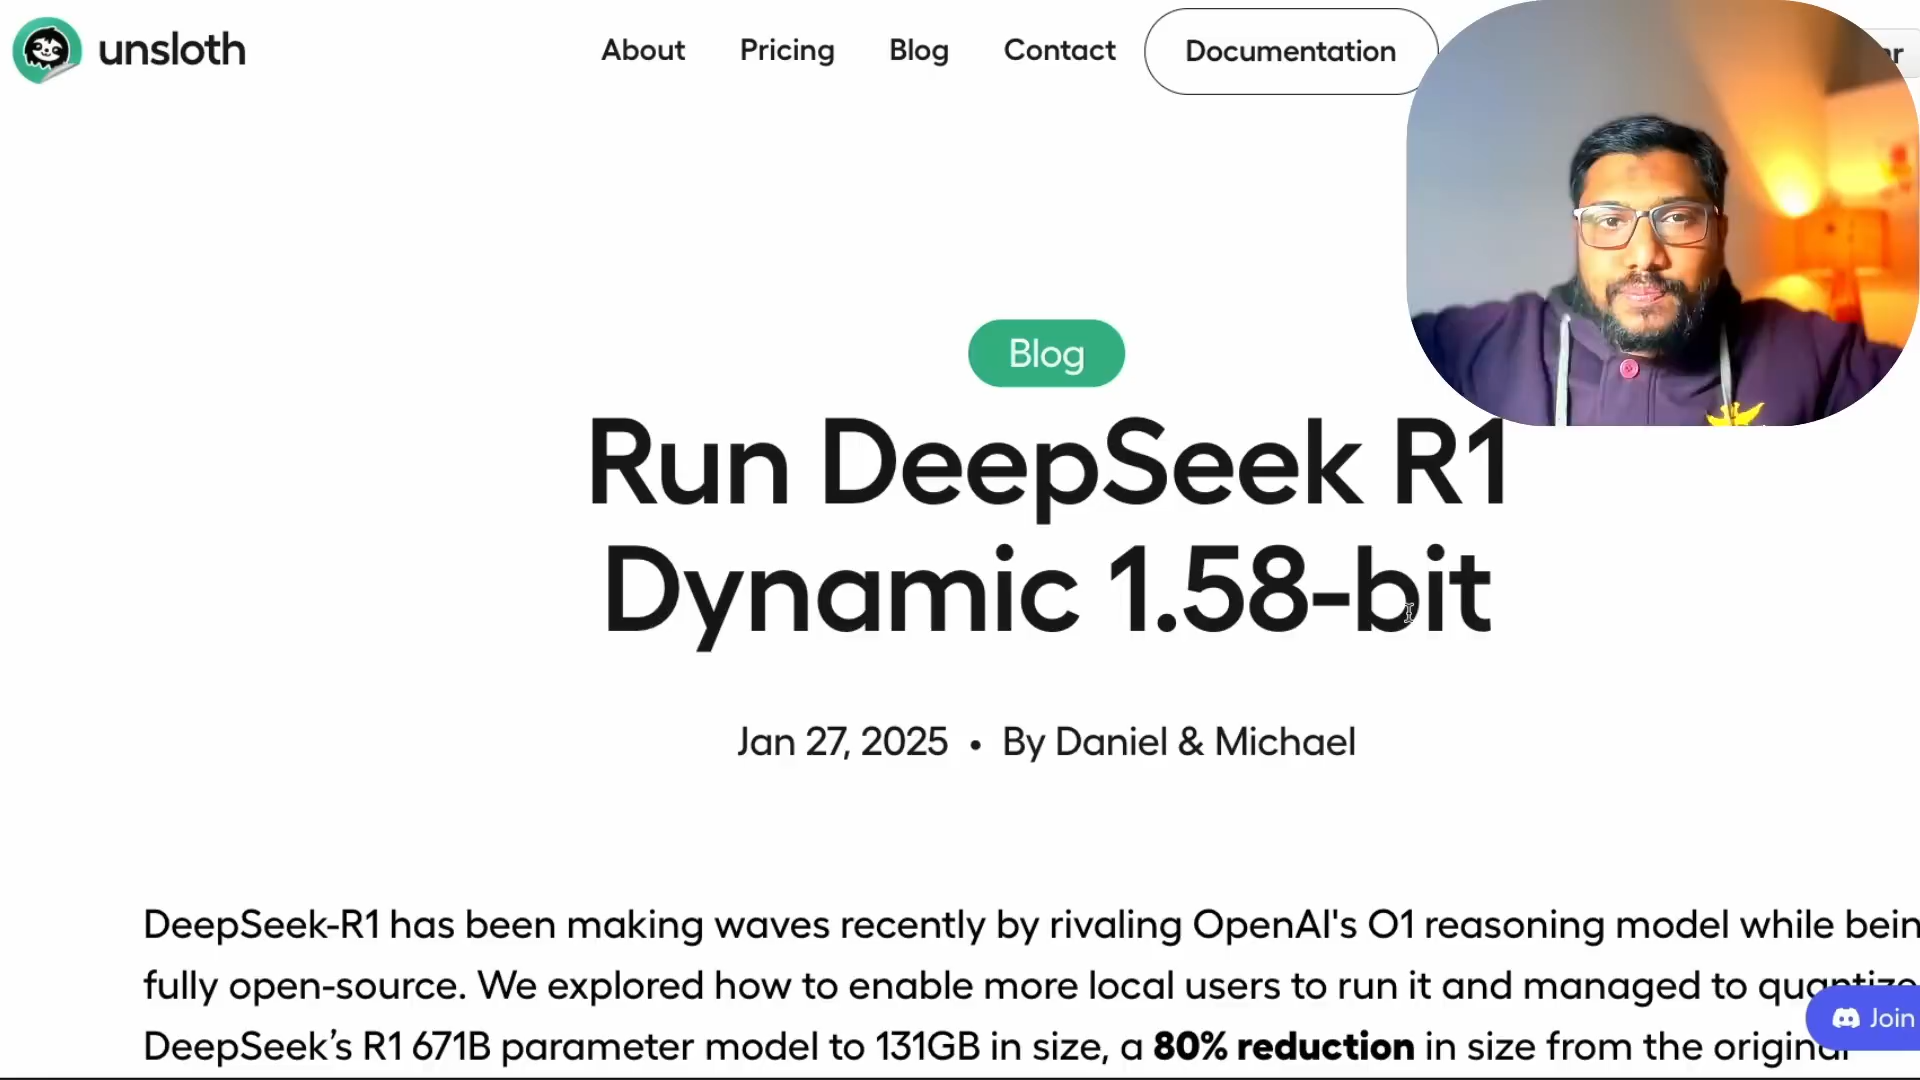 unsloth
About
Pricing
Blog
Contact
Documentation
Blog
Run DeepSeek R1
Dynamic 1.58-bit
Jan 27, 2025 • By Daniel & Michael
DeepSeek-R1 has been making waves recently by rivaling OpenAI's O1 reasoning model while bein
fully open-source. We explored how to enable more local users to run it and managed to quantize
DeepSeek’s R1 671B parameter model to 131GB in size, a 80% reduction in size from the original
Join